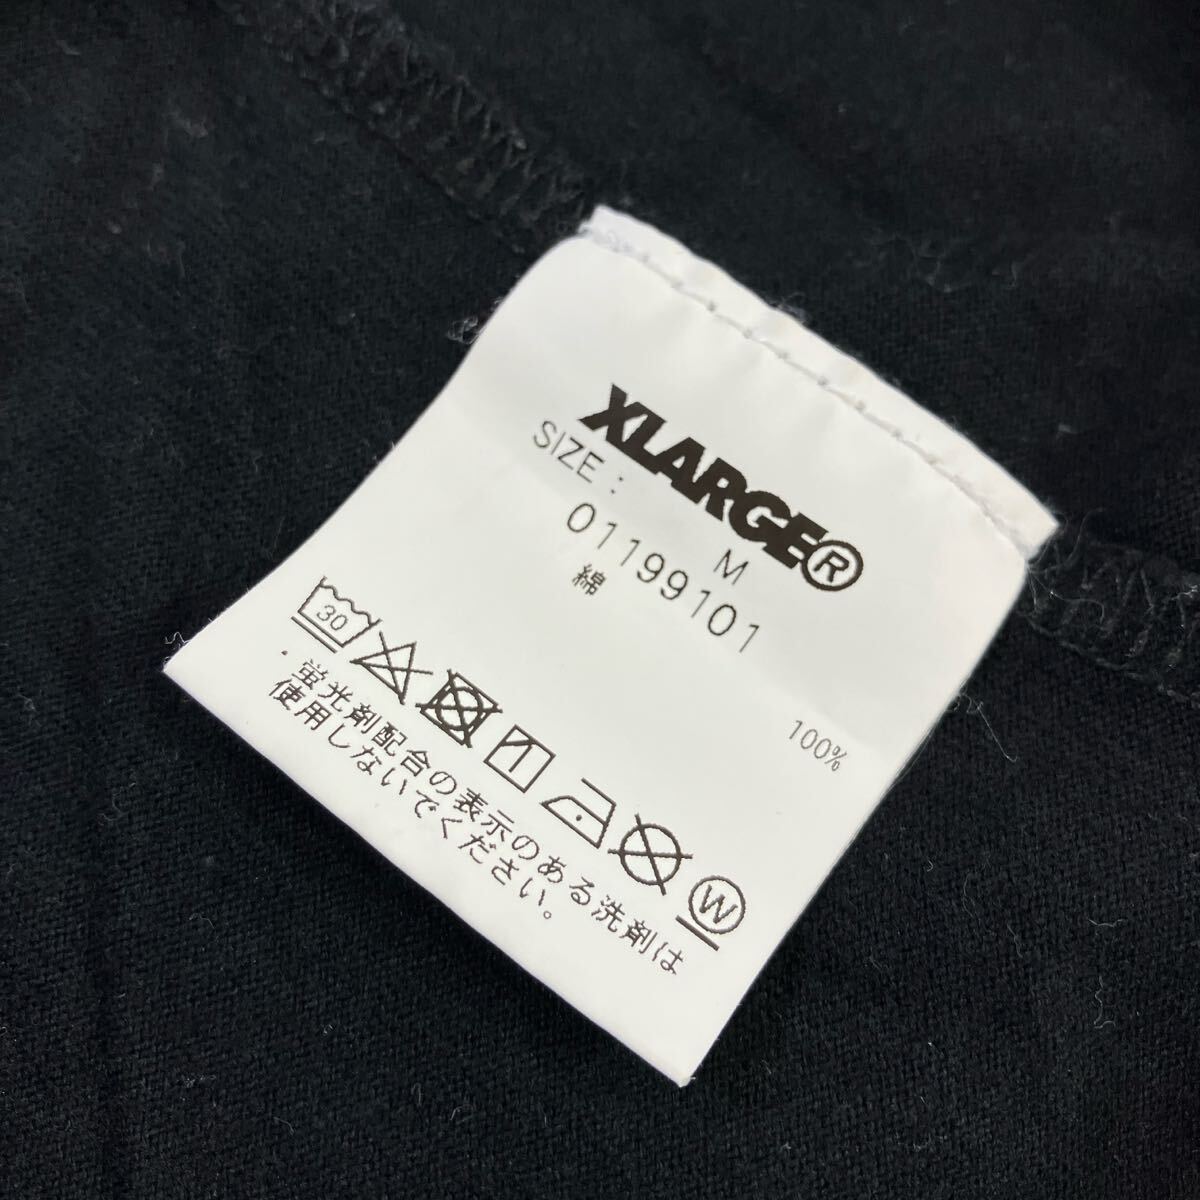 XLARGE®
SIZE: M
01199101
綿 100%
30
W
蛍光剤配合の表示のある洗剤は
使用しないでください。